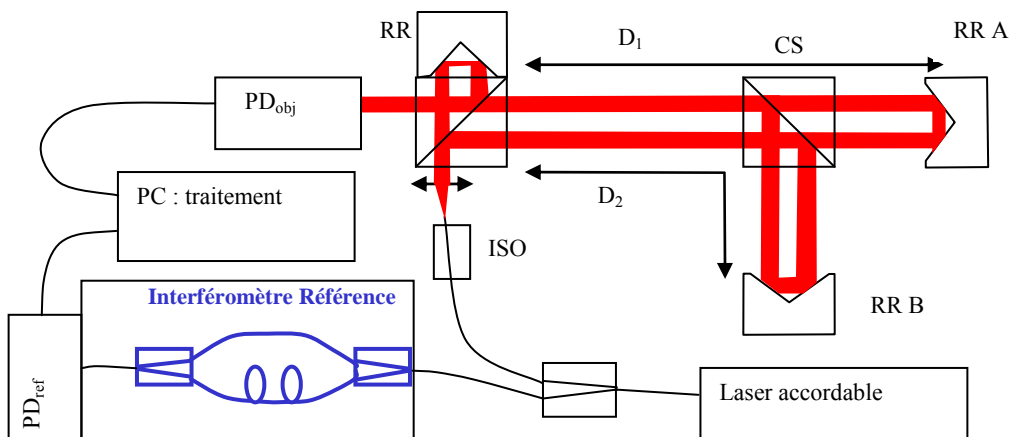 RR
D1
CS
RR A
PDobj
PC : traitement
D2
ISO
RR B
Interféromètre Référence
PDref
Laser accordable